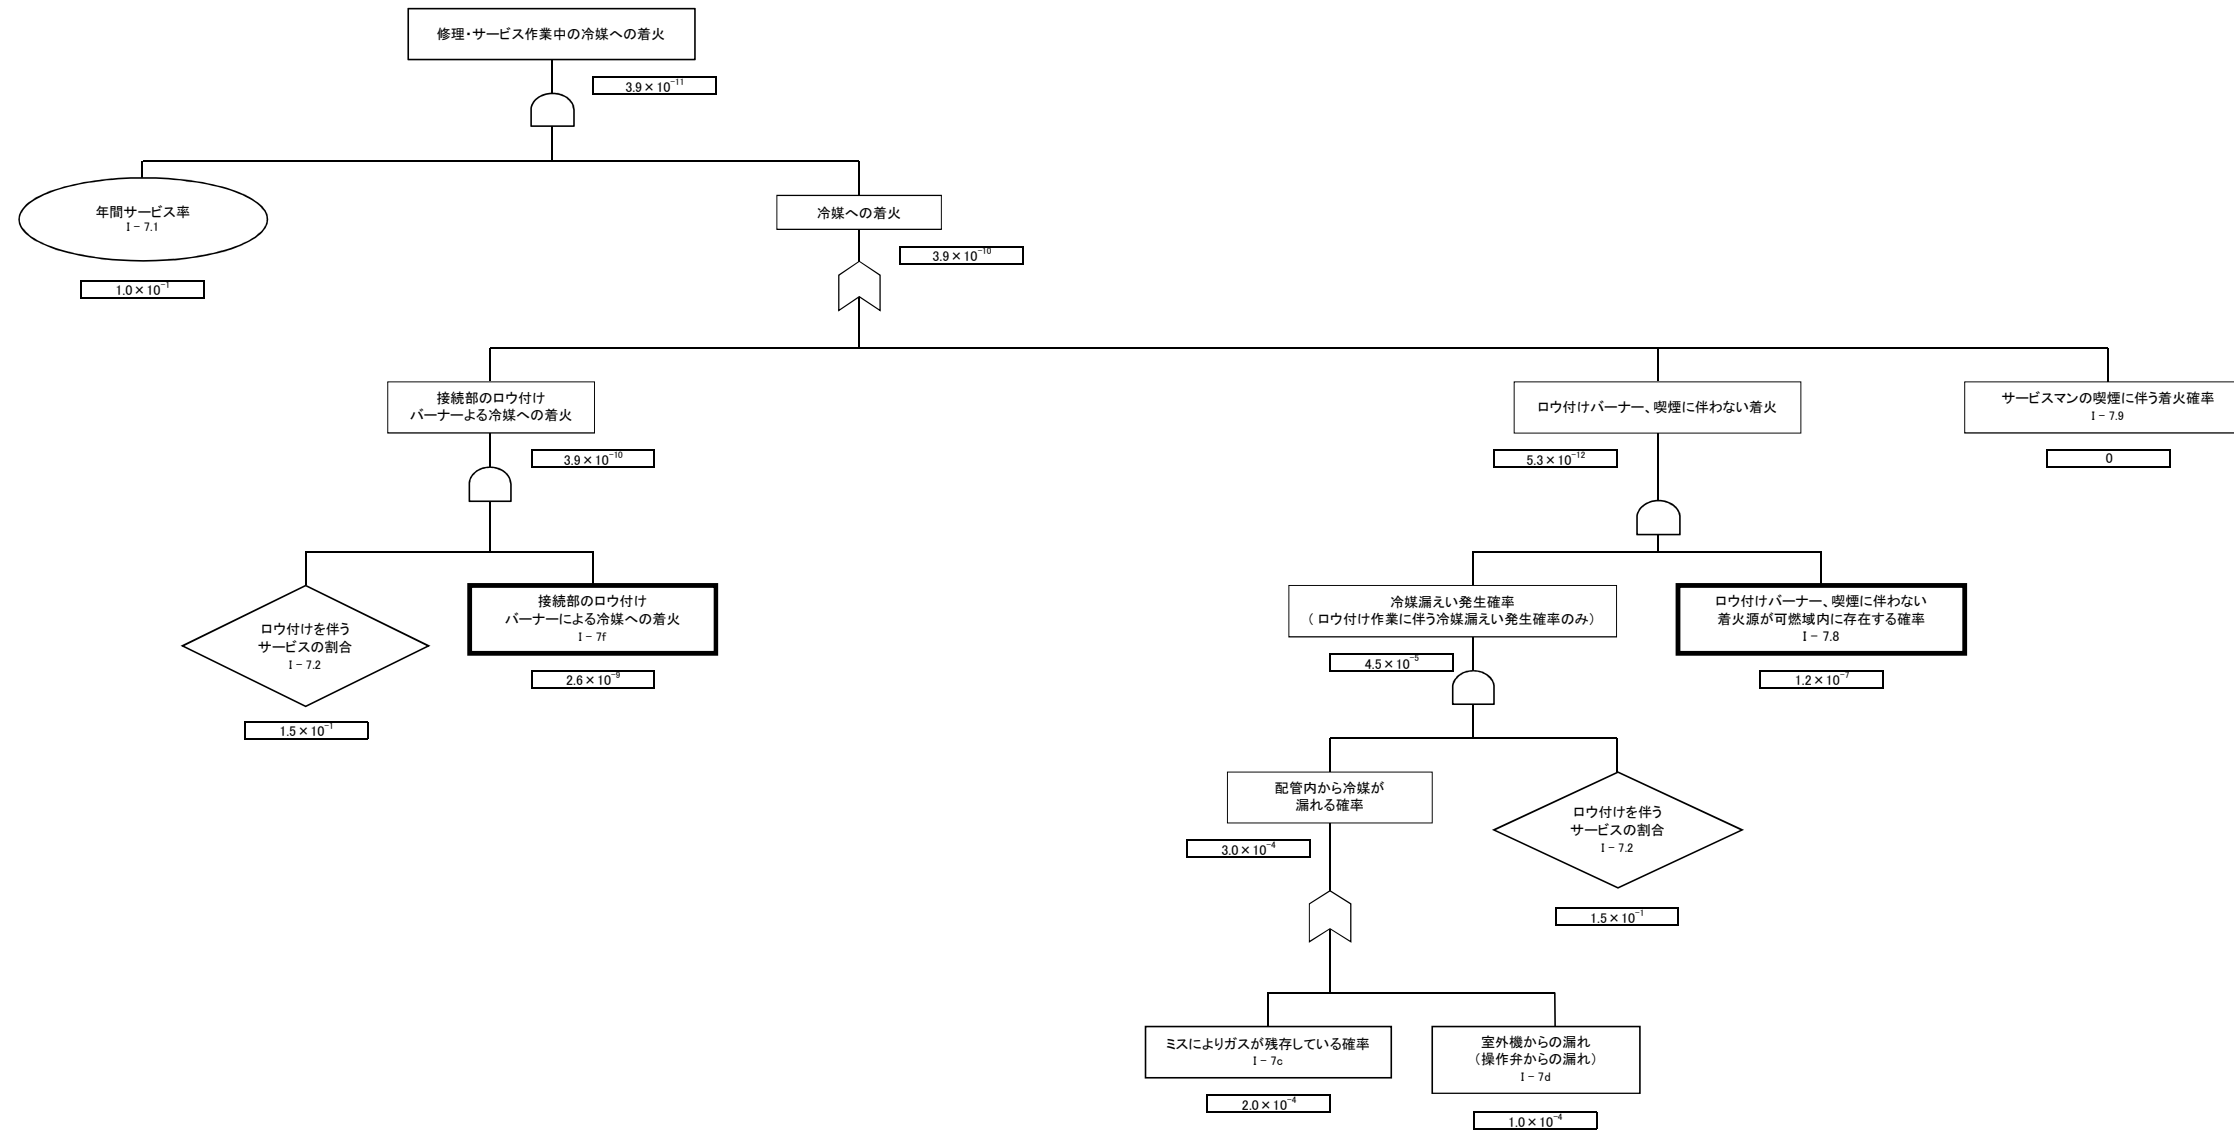 修理・サービス作業中の冷媒への着火
3.9×10⁻¹¹
年間サービス率
I - 7.1
1.0×10⁻¹
冷媒への着火
3.9×10⁻¹⁰
接続部のロウ付け
バーナーよる冷媒への着火
3.9×10⁻¹⁰
ロウ付けバーナー、喫煙に伴わない着火
5.3×10⁻¹²
サービスマンの喫煙に伴う着火確率
I - 7.9
0
ロウ付けを伴う
サービスの割合
I - 7.2
1.5×10⁻¹
接続部のロウ付け
バーナーによる冷媒への着火
I - 7f
2.6×10⁻⁹
冷媒漏えい発生確率
(ロウ付け作業に伴う冷媒漏えい発生確率のみ)
4.5×10⁻⁵
ロウ付けバーナー、喫煙に伴わない
着火源が可燃域内に存在する確率
I - 7.8
1.2×10⁻⁷
配管内から冷媒が
漏れる確率
3.0×10⁻⁴
ロウ付けを伴う
サービスの割合
I - 7.2
1.5×10⁻¹
ミスによりガスが残存している確率
I - 7c
2.0×10⁻⁴
室外機からの漏れ
(操作弁からの漏れ)
I - 7d
1.0×10⁻⁴